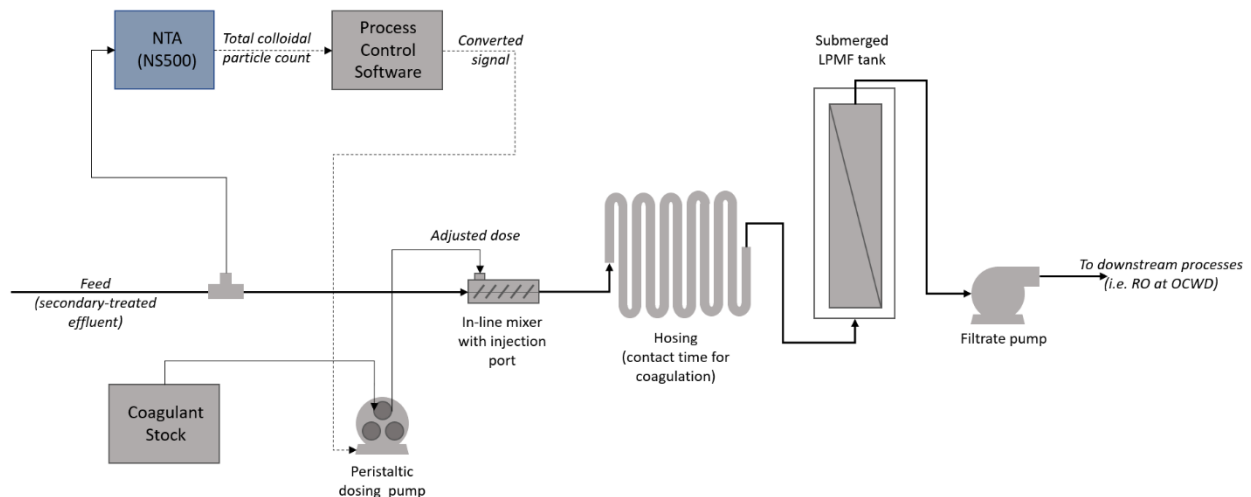 NTA
(NS500)
Total colloidal
particle count
Process
Control
Software
Converted
signal
Submerged
LPMF tank
Adjusted dose
Feed
(secondary-treated
effluent)
In-line mixer
with injection
port
Hosing
(contact time for
coagulation)
To downstream processes
(i.e. RO at OCWD)
Filtrate pump
Coagulant
Stock
Peristaltic
dosing pump